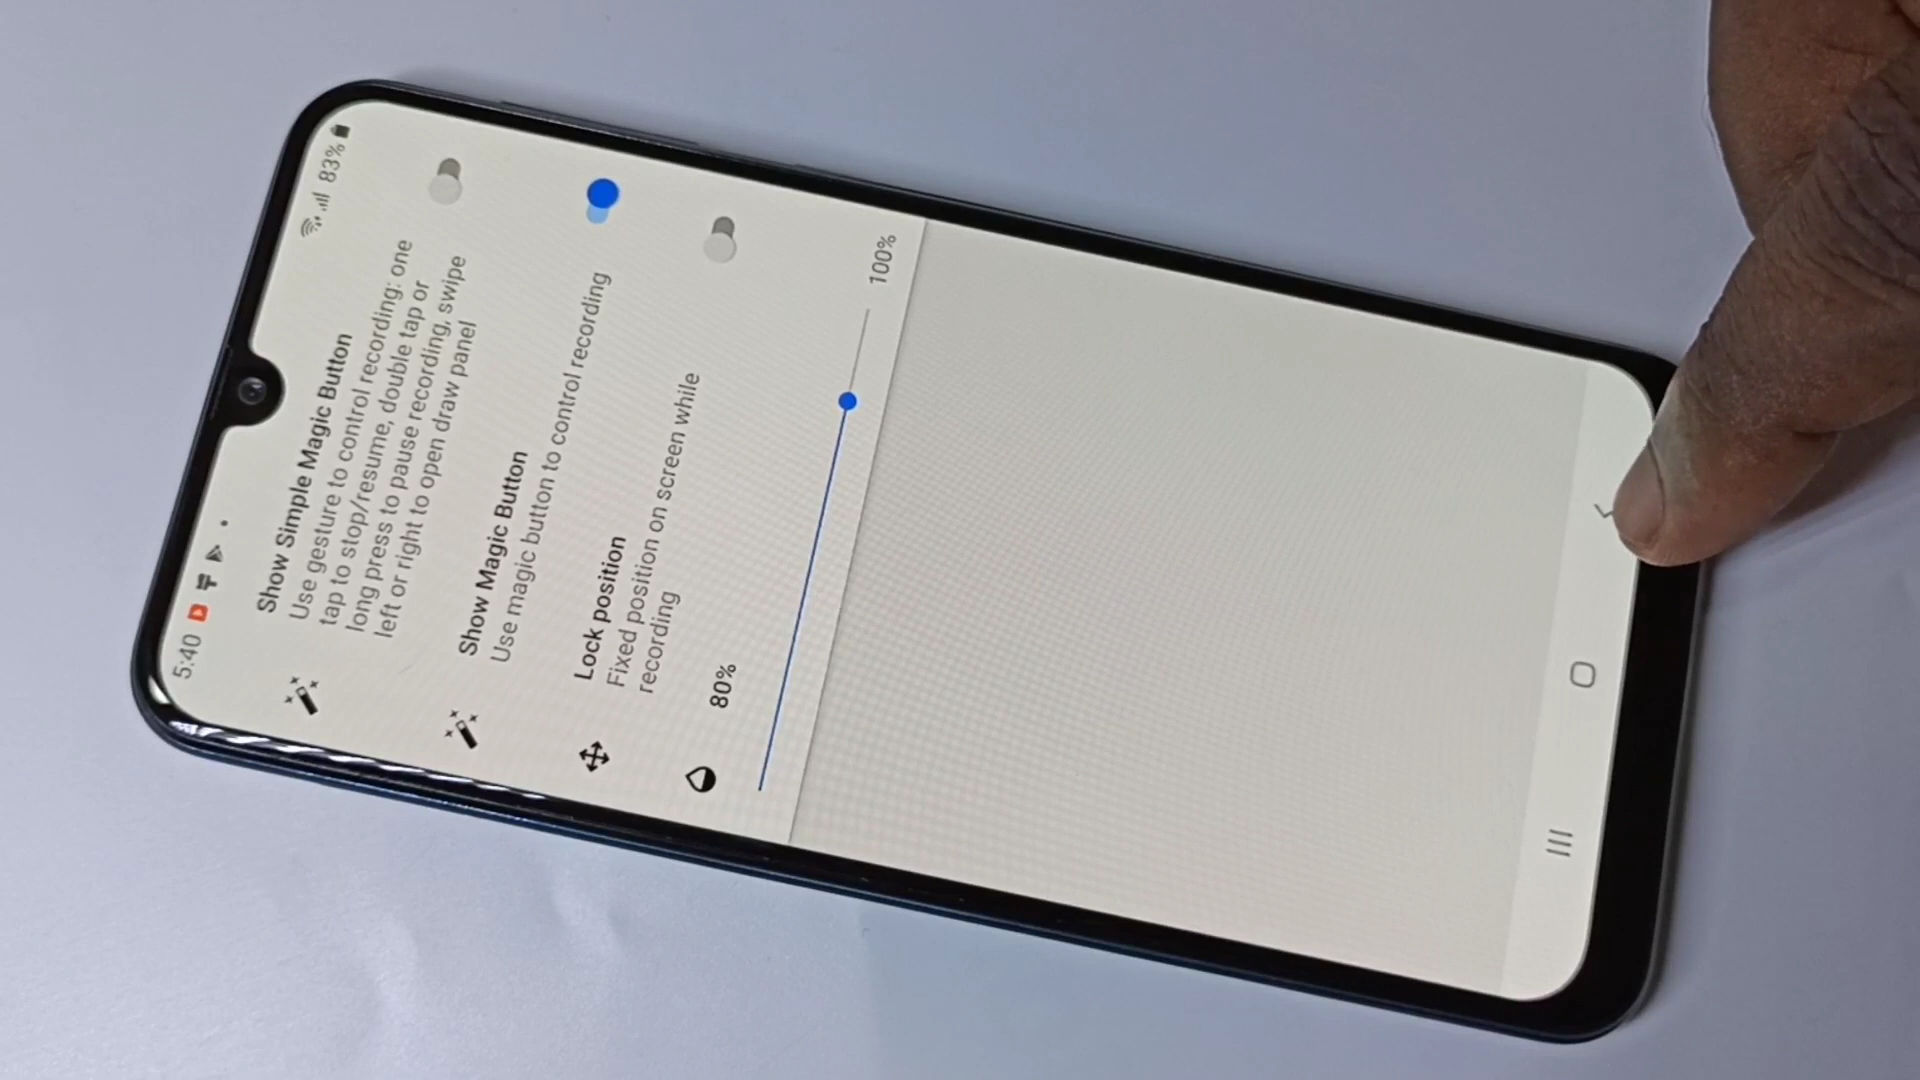 5:40
83%
Show Simple Magic Button
Use gesture to control recording: one
tap to stop/resume, double tap or
long press to pause recording, swipe
left or right to open draw panel
Show Magic Button
Use magic button to control recording
Lock position
Fixed position on screen while
recording
80%
100%